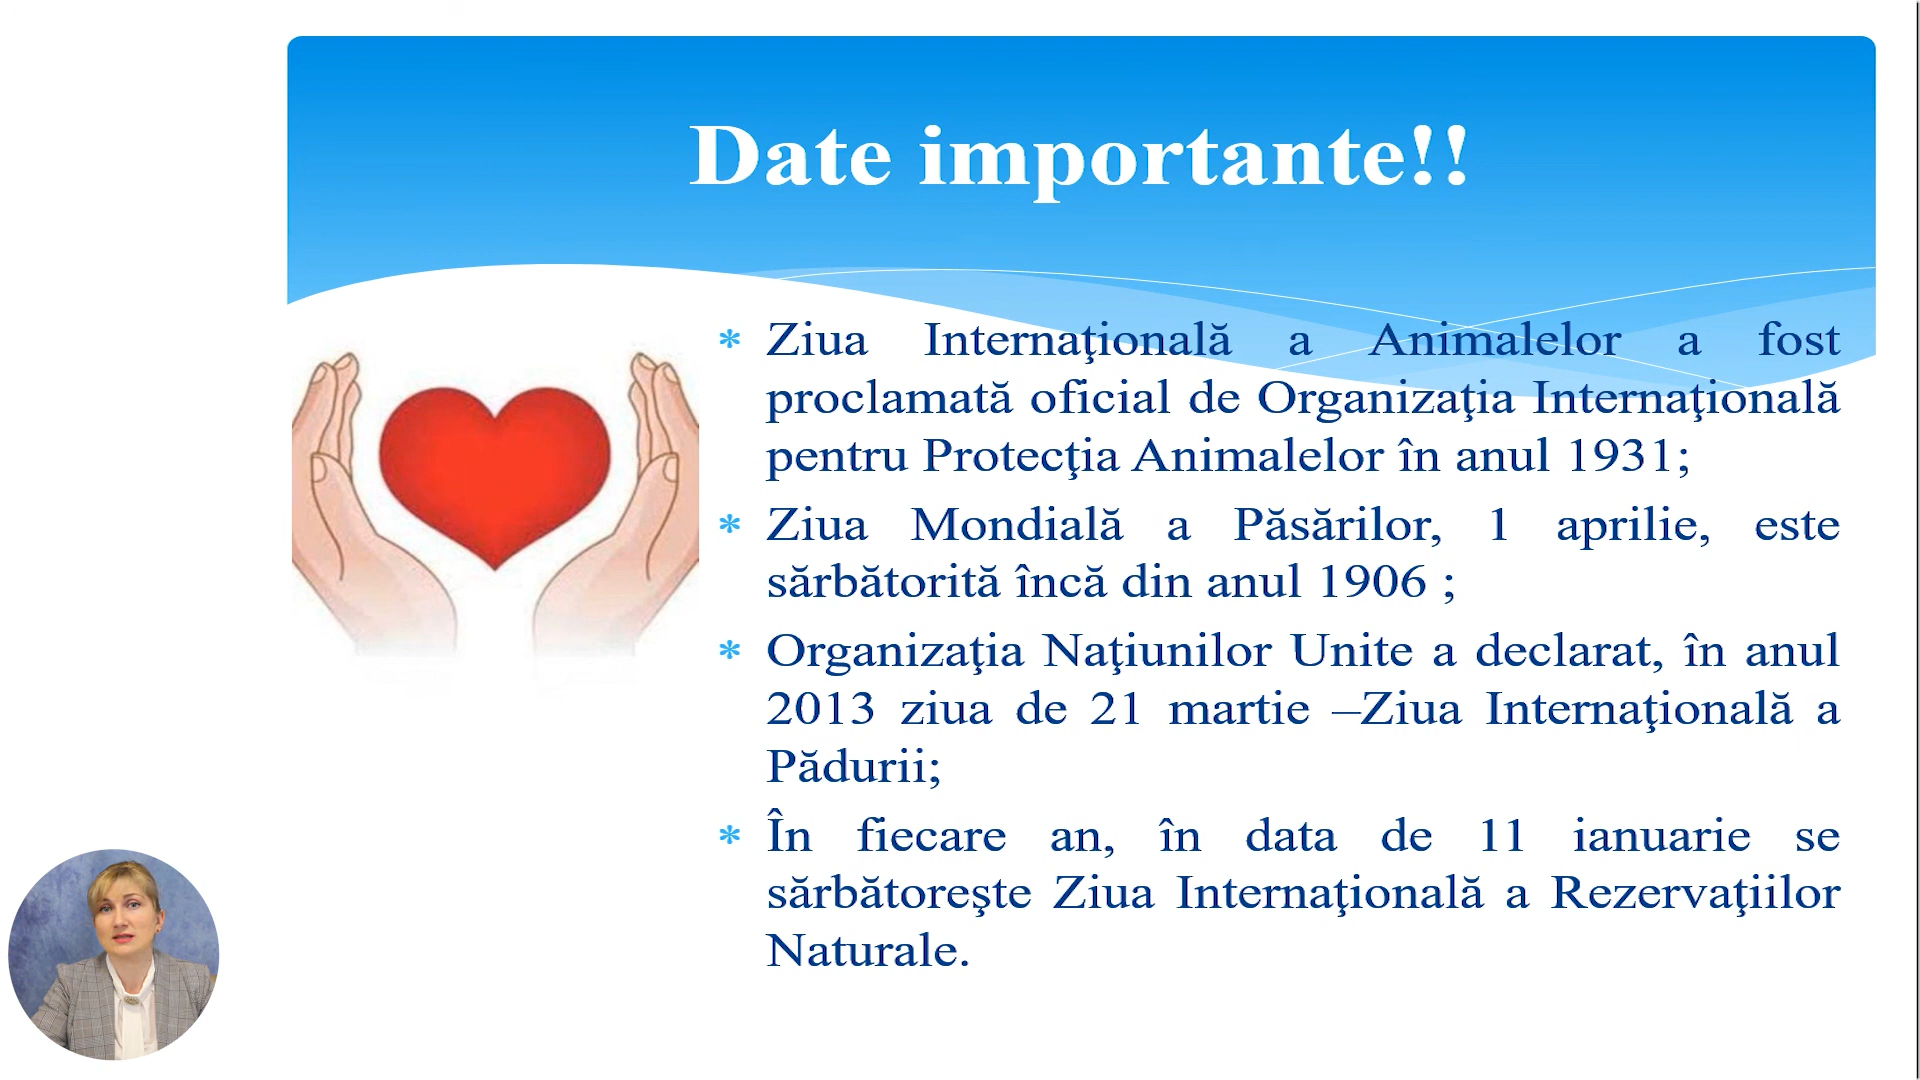 Date importante!!
* Ziua Internaţională a Animalelor a fost
proclamată oficial de Organizaţia Internaţională
pentru Protecţia Animalelor în anul 1931;
* Ziua Mondială a Păsărilor, 1 aprilie, este
sărbătorită încă din anul 1906 ;
* Organizaţia Naţiunilor Unite a declarat, în anul
2013 ziua de 21 martie –Ziua Internaţională a
Pădurii;
* În fiecare an, în data de 11 ianuarie se
sărbătoreşte Ziua Internaţională a Rezervaţiilor
Naturale.